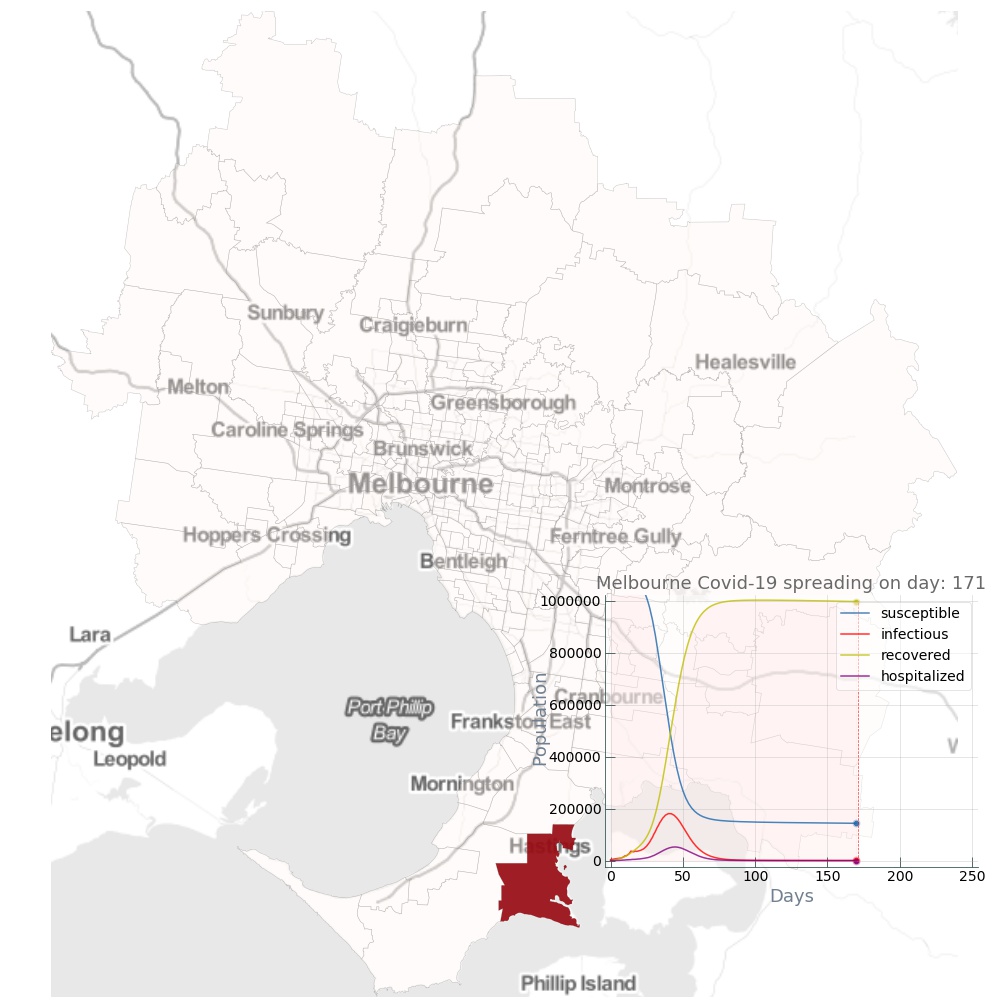 Sunbury
Craigieburn
Healesville
Melton
Greensborough
Caroline Springs
Brunswick
Melbourne
Montrose
Hoppers Crossing
Ferntree Gully
Bentleigh
Melbourne Covid-19 spreading on day: 171
1000000
800000
600000
400000
200000
0
Population
susceptible
infectious
recovered
hospitalized
0 50 100 150 200 250
Days
Lara
Cranbourne
Port Phillip
Bay
Frankston East
elong
W
Leopold
Mornington
Hastings
Phillip Island